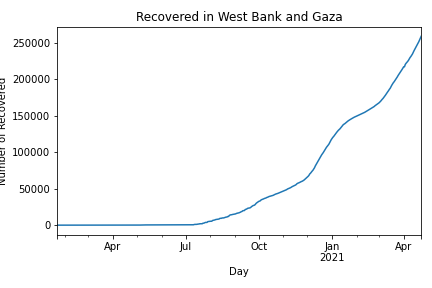 Recovered in West Bank and Gaza
Number of Recovered
250000
200000
150000
100000
50000
0
Apr
Jul
Oct
Jan
2021
Apr
Day